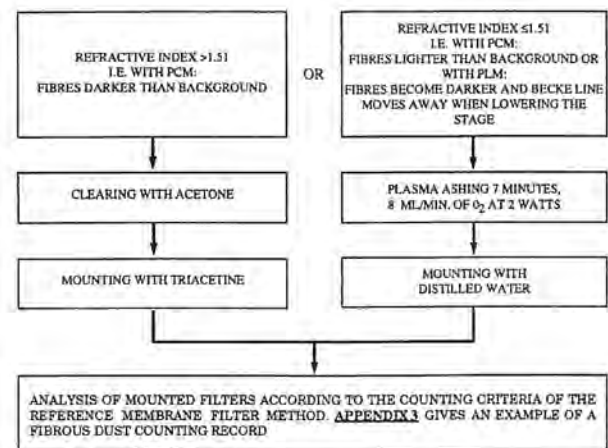 REFRACTIVE INDEX >1.51
I.E. WITH PCM:
FIBRES DARKER THAN BACKGROUND
OR
REFRACTIVE INDEX ≤1.51
I.E. WITH PCM:
FIBRES LIGHTER THAN BACKGROUND OR
WITH PLM:
FIBRES BECOME DARKER AND BECKE LINE
MOVES AWAY WHEN LOWERING THE
STAGE
CLEARING WITH ACETONE
PLASMA ASHING 7 MINUTES,
8 ML/MIN. OF 0₂ AT 2 WATTS
MOUNTING WITH TRIACETINE
MOUNTING WITH
DISTILLED WATER
ANALYSIS OF MOUNTED FILTERS ACCORDING TO THE COUNTING CRITERIA OF THE
REFERENCE MEMBRANE FILTER METHOD. APPENDIX 3 GIVES AN EXAMPLE OF A
FIBROUS DUST COUNTING RECORD